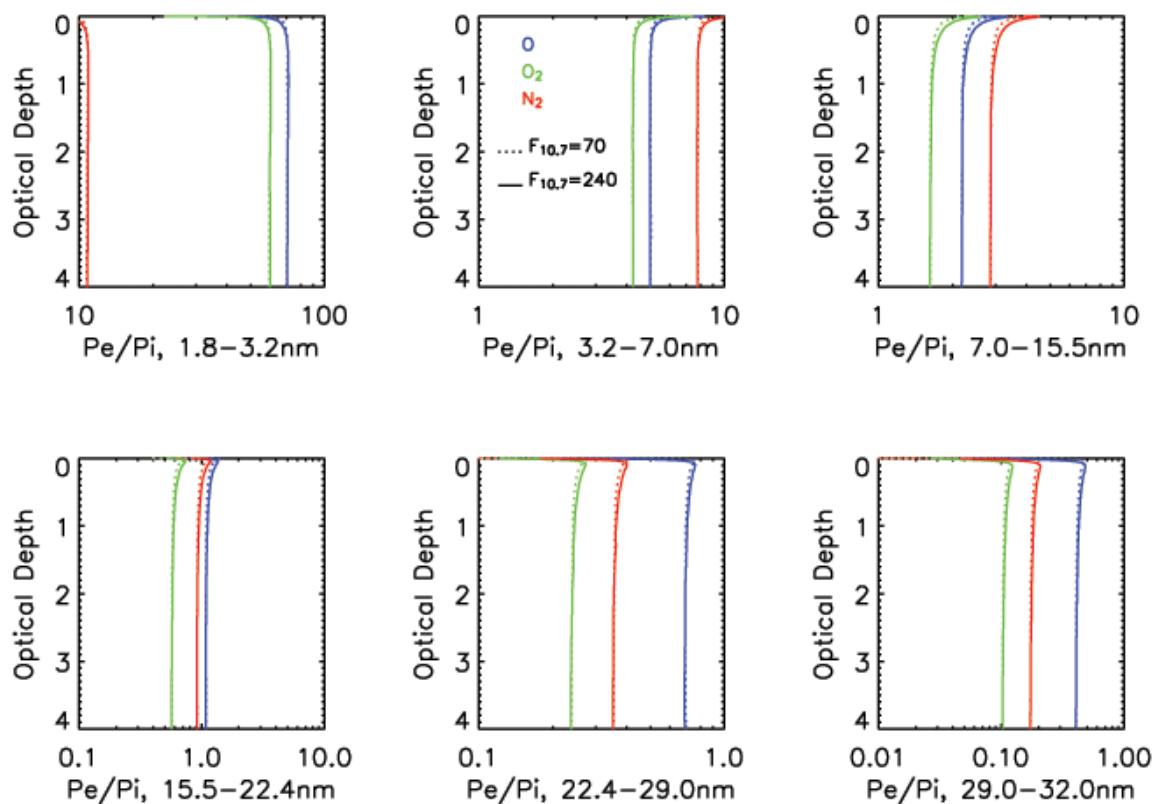 Optical Depth
0
1
2
3
4
10
100
Pe/Pi, 1.8–3.2nm
Optical Depth
0
1
2
3
4
O
O₂
N₂
F₁₀.₇=70
F₁₀.₇=240
1
10
Pe/Pi, 3.2–7.0nm
Optical Depth
0
1
2
3
4
1
10
Pe/Pi, 7.0–15.5nm
Optical Depth
0
1
2
3
4
0.1
1.0
10.0
Pe/Pi, 15.5–22.4nm
Optical Depth
0
1
2
3
4
0.1
1.0
Pe/Pi, 22.4–29.0nm
Optical Depth
0
1
2
3
4
0.01
0.10
1.00
Pe/Pi, 29.0–32.0nm